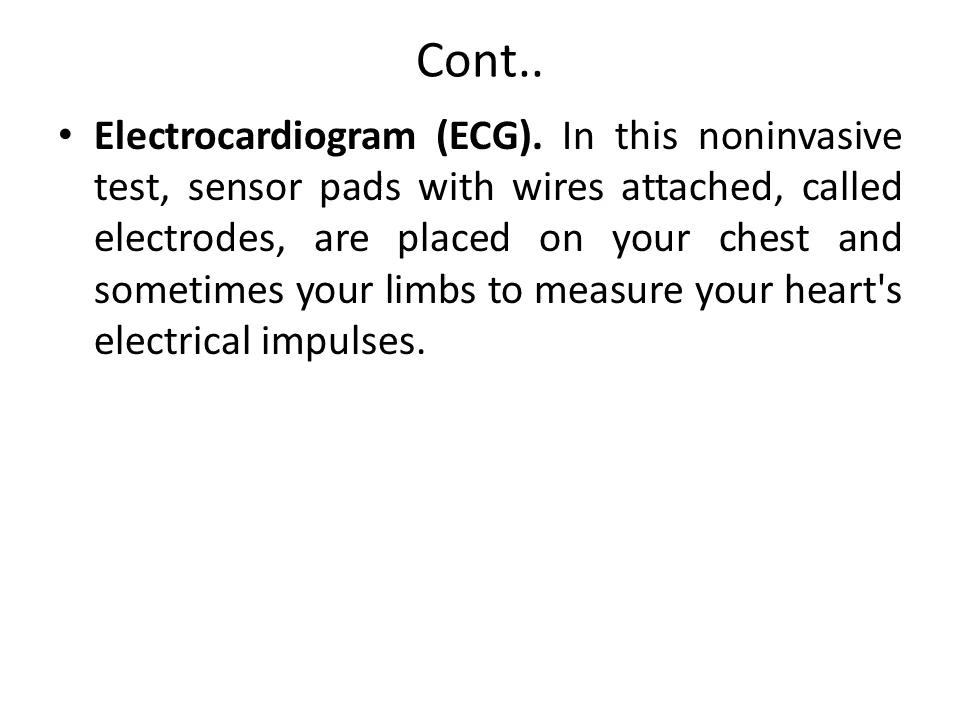 Cont..
• Electrocardiogram (ECG). In this noninvasive
test, sensor pads with wires attached, called
electrodes, are placed on your chest and
sometimes your limbs to measure your heart's
electrical impulses.